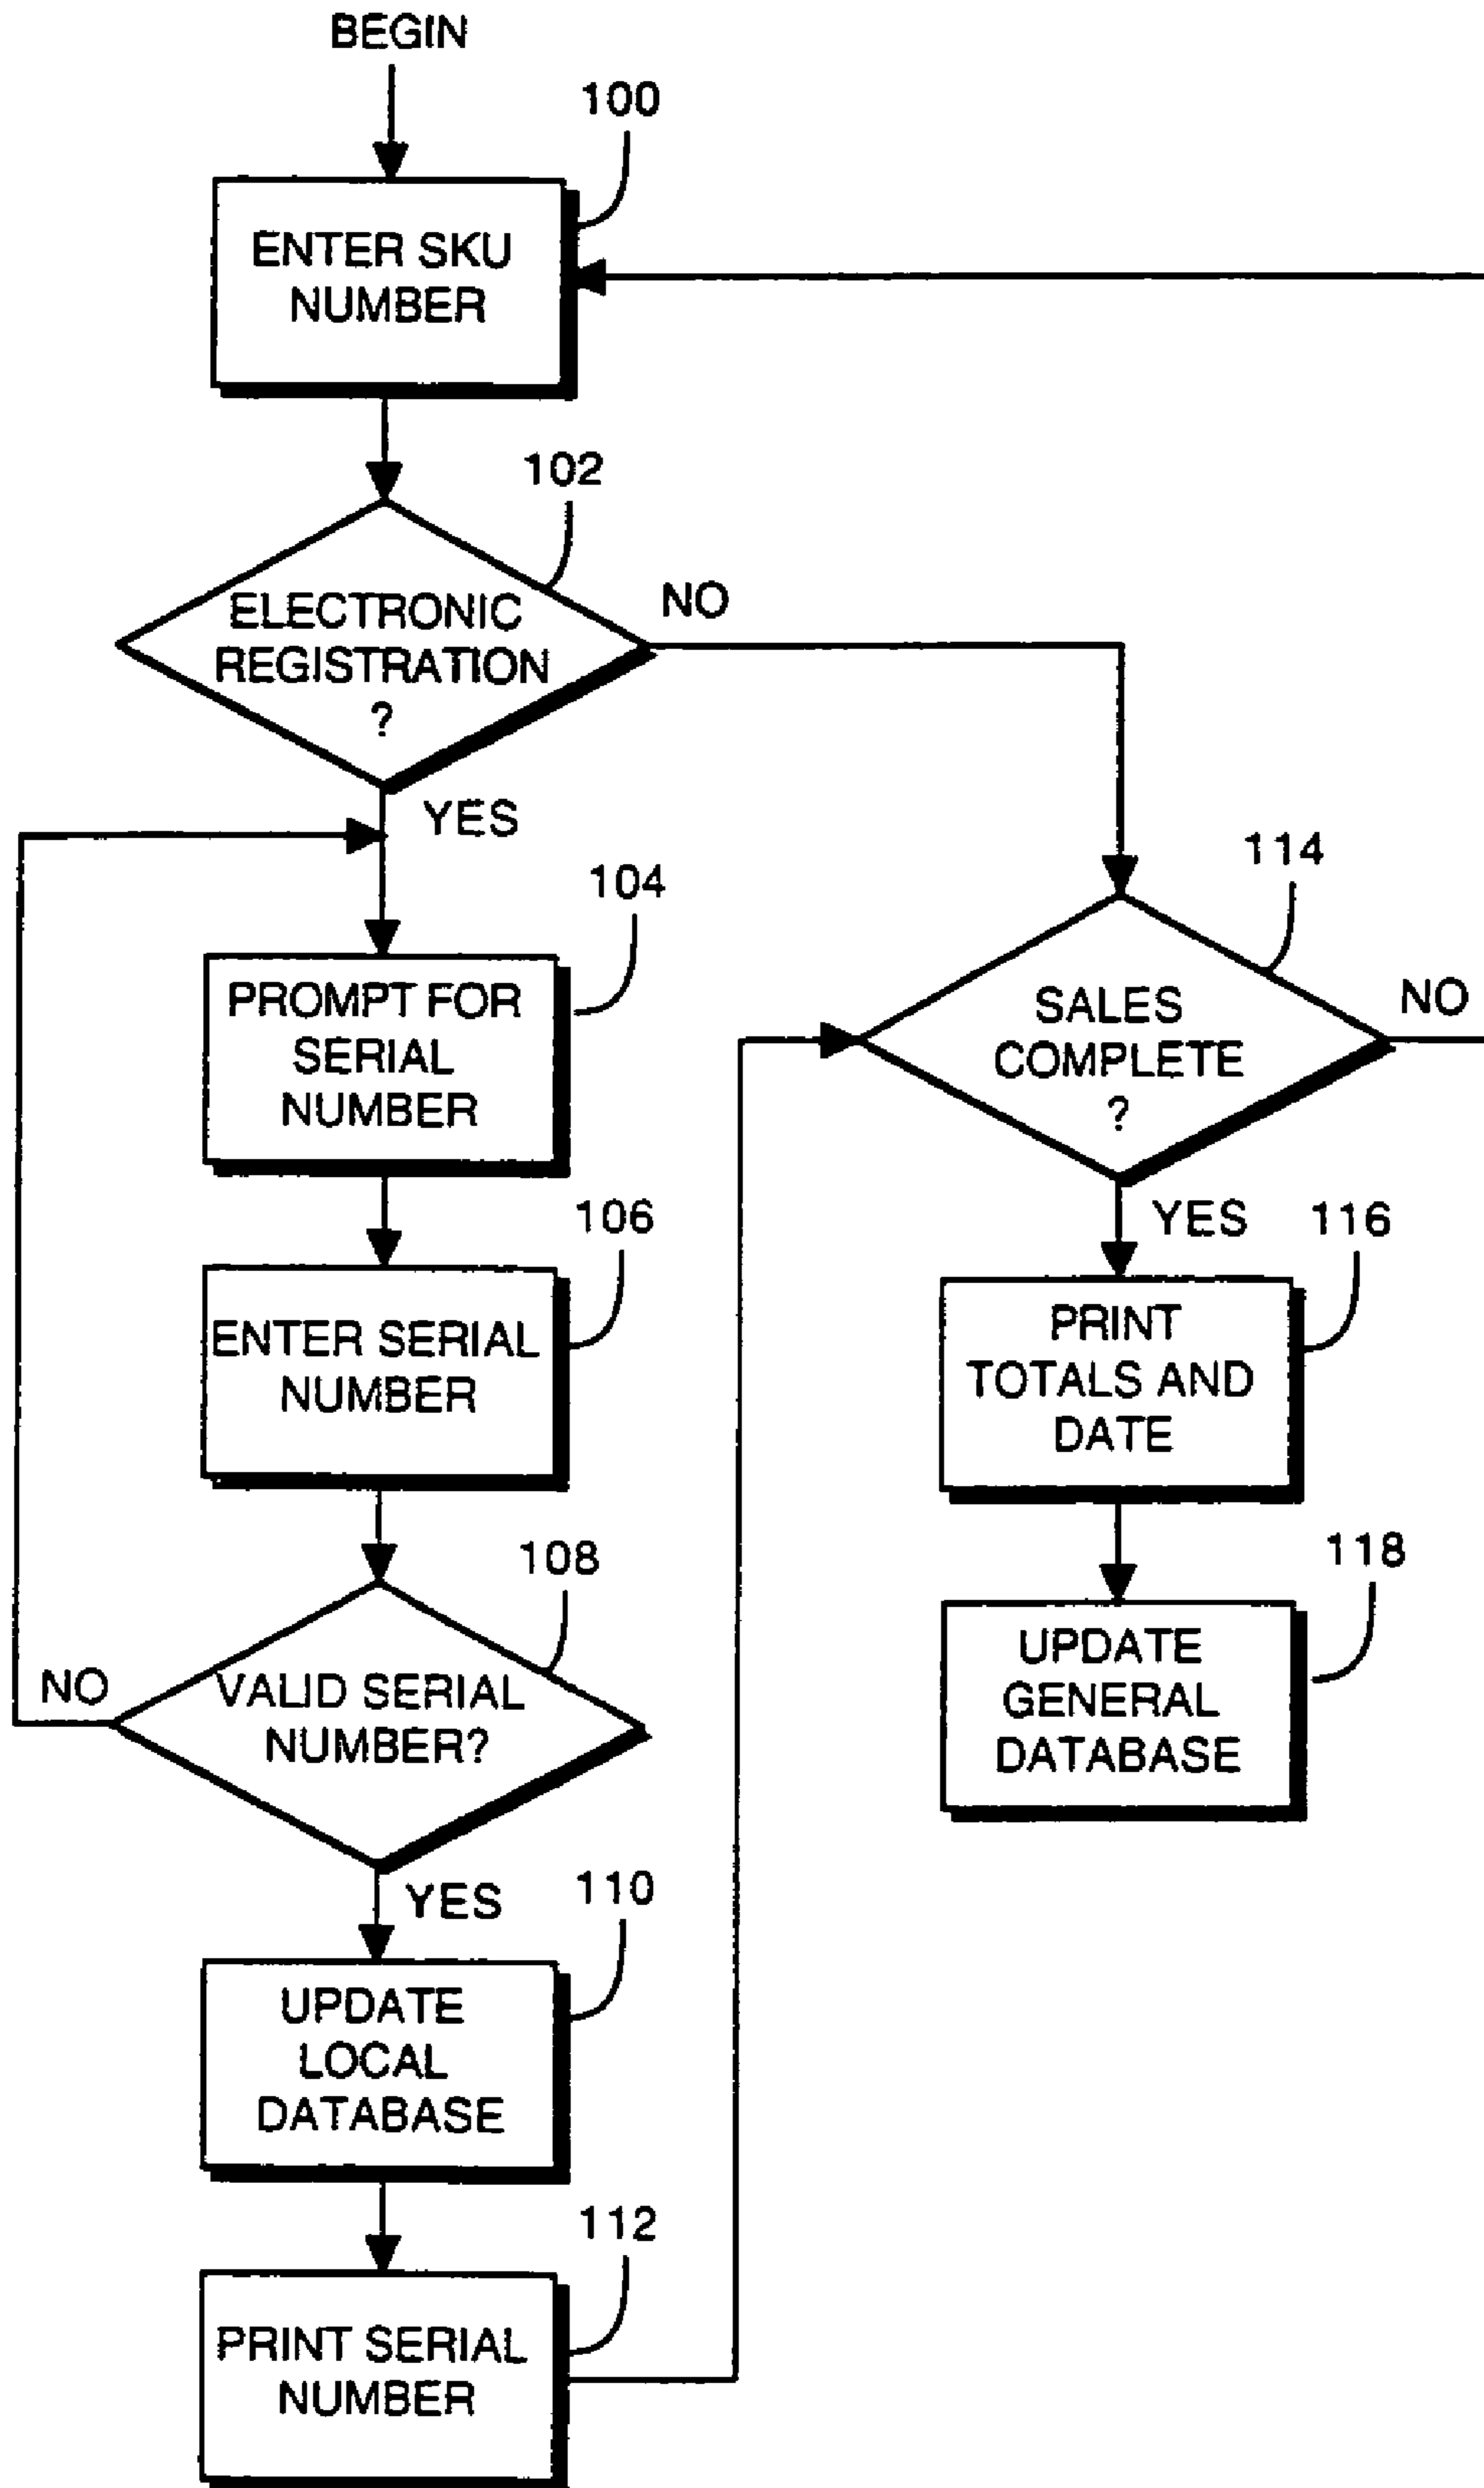 BEGIN
100
ENTER SKU
NUMBER
102
ELECTRONIC
REGISTRATION
?
NO
YES
104
PROMPT FOR
SERIAL
NUMBER
106
ENTER SERIAL
NUMBER
108
VALID SERIAL
NUMBER?
NO
YES
110
UPDATE
LOCAL
DATABASE
112
PRINT SERIAL
NUMBER
114
SALES
COMPLETE
?
NO
YES
116
PRINT
TOTALS AND
DATE
118
UPDATE
GENERAL
DATABASE